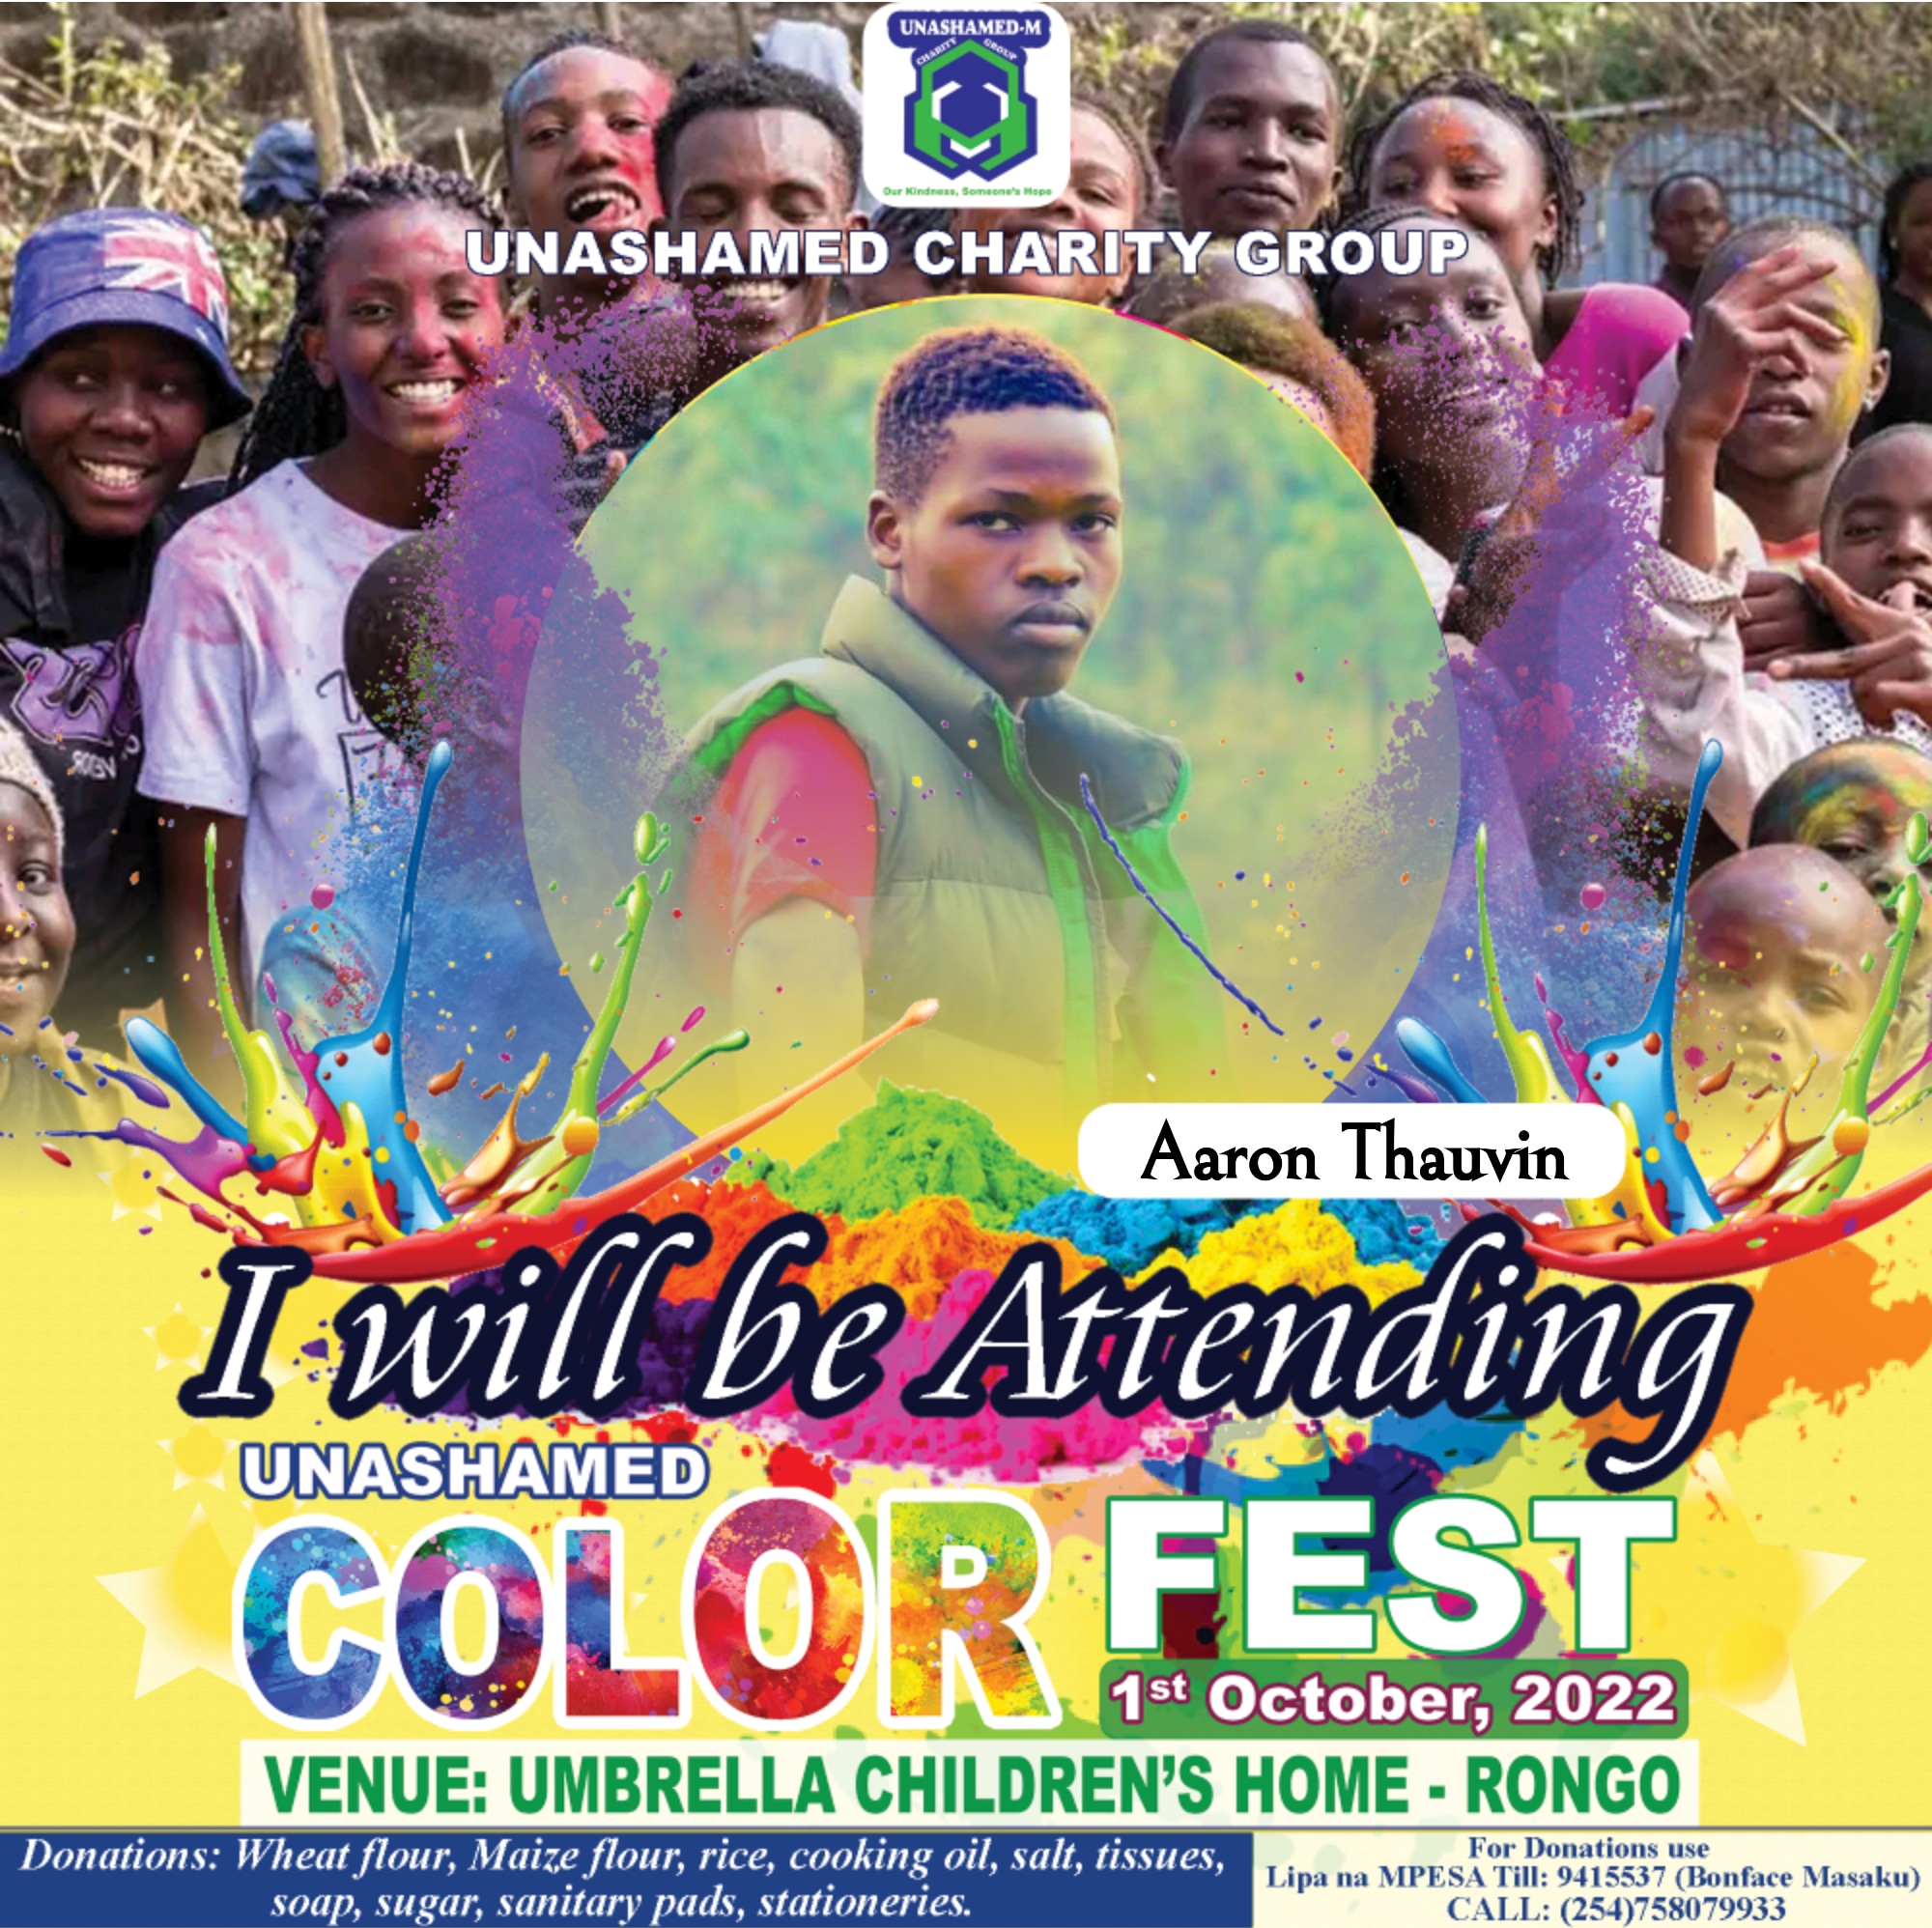 UNASHAMED-M
CHARITY GROUP
Our Kindness, Someone's Hope
UNASHAMED CHARITY GROUP
Aaron Thauvin
I will be Attending
UNASHAMED
COLOR FEST
1st October, 2022
VENUE: UMBRELLA CHILDREN'S HOME - RONGO
Donations: Wheat flour, Maize flour, rice, cooking oil, salt, tissues,
soap, sugar, sanitary pads, stationeries.
For Donations use
Lipa na MPESA Till: 9415537 (Bonface Masaku)
CALL: (254)758079933